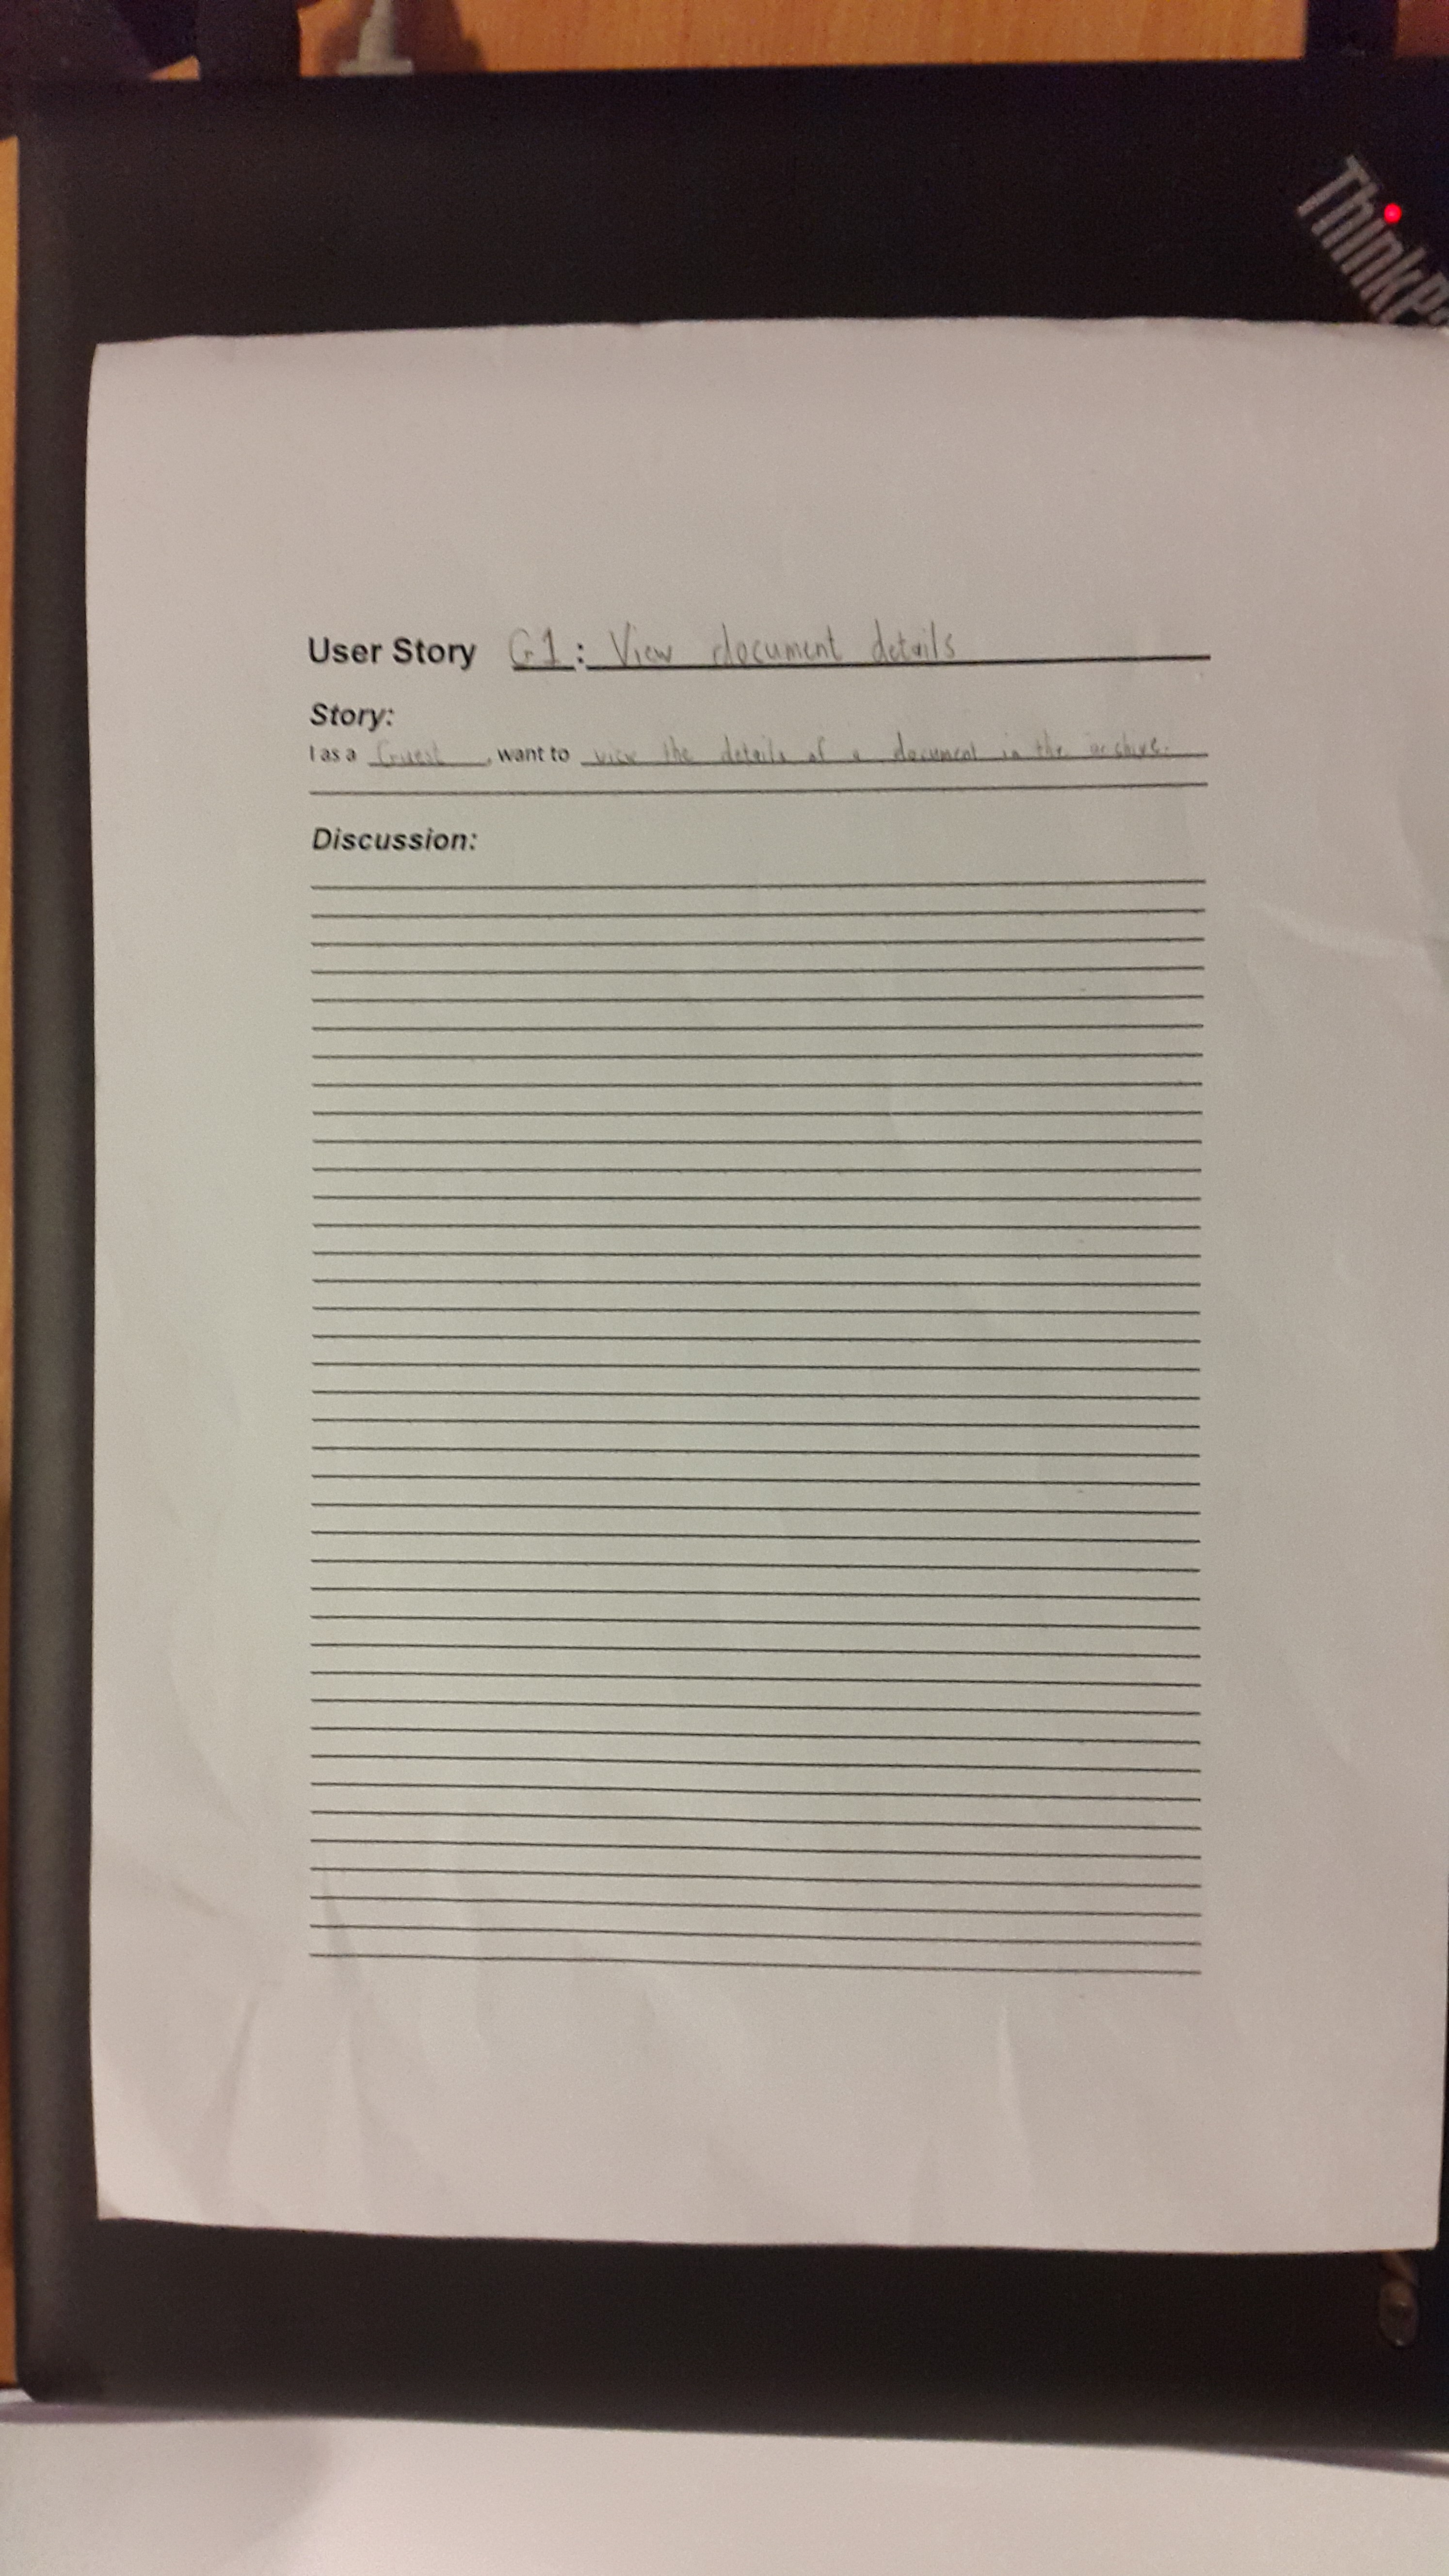 ThinkPa
User Story G1: View document details
Story:
I as a Guest, want to view the details of a document in the archive.
Discussion: